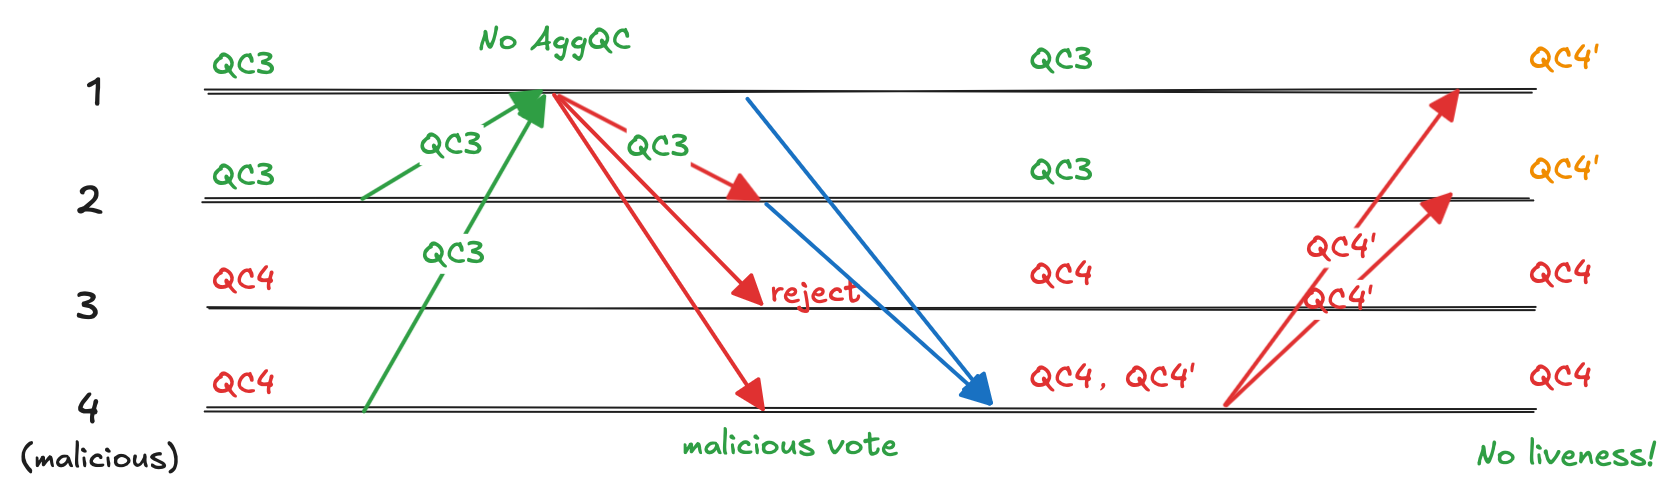 No AggQC
QC3 QC3 QC4'
1
QC3
QC3
QC3 QC3 QC4'
2
QC3
QC4'
QC4 QC4 QC4
reject QC4'
3
QC4 QC4, QC4' QC4
4
(malicious)
malicious vote
No liveness!